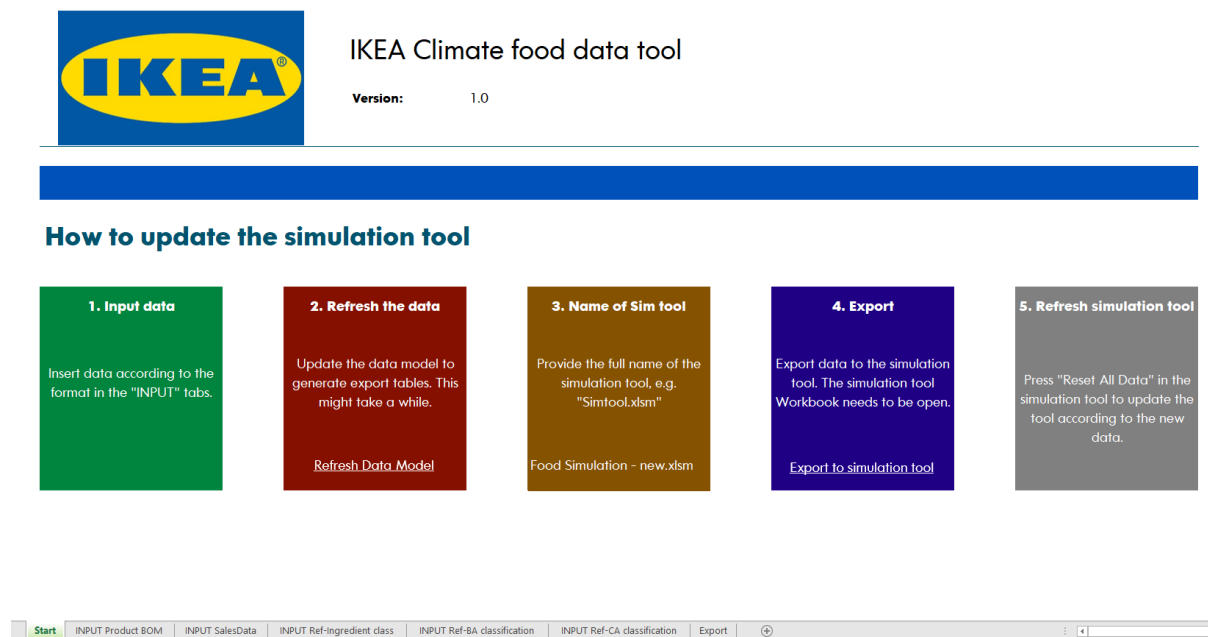 IKEA®
IKEA Climate food data tool
Version: 1.0
How to update the simulation tool
1. Input data
Insert data according to the
format in the "INPUT" tabs.
2. Refresh the data
Update the data model to
generate export tables. This
might take a while.
Refresh Data Model
3. Name of Sim tool
Provide the full name of the
simulation tool, e.g.
"Simtool.xlsm"
Food Simulation - new.xlsm
4. Export
Export data to the simulation
tool. The simulation tool
Workbook needs to be open.
Export to simulation tool
5. Refresh simulation tool
Press "Reset All Data" in the
simulation tool to update the
tool according to the new
data.
Start INPUT Product BOM INPUT SalesData INPUT Ref-Ingredient class INPUT Ref-BA classification INPUT Ref-CA classification Export